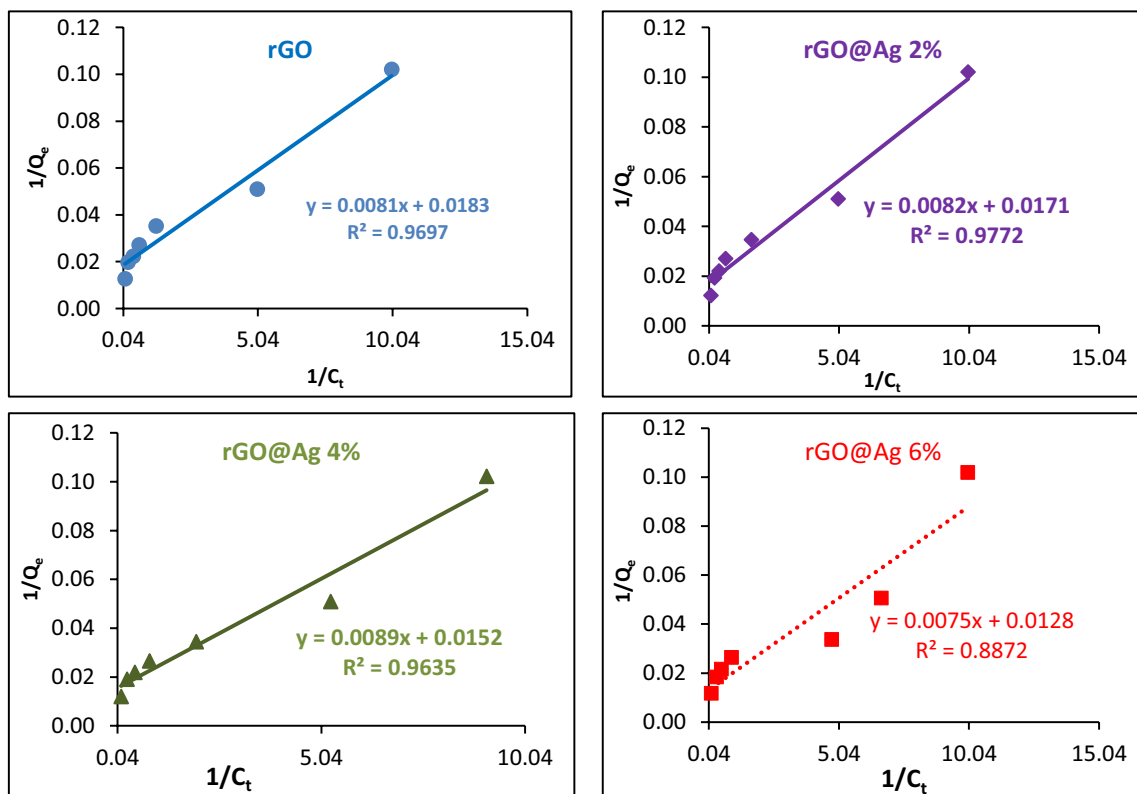 rGO
0.12
0.10
0.08
0.06
0.04
0.02
0.00
1/Qe
y = 0.0081x + 0.0183
R² = 0.9697
0.04 5.04 10.04 15.04
1/Ct
rGO@Ag 2%
0.12
0.10
0.08
0.06
0.04
0.02
0.00
1/Qe
y = 0.0082x + 0.0171
R² = 0.9772
0.04 5.04 10.04 15.04
1/Ct
rGO@Ag 4%
0.12
0.10
0.08
0.06
0.04
0.02
0.00
1/Qe
y = 0.0089x + 0.0152
R² = 0.9635
0.04 5.04 10.04
1/Ct
rGO@Ag 6%
0.12
0.10
0.08
0.06
0.04
0.02
0.00
1/Qe
y = 0.0075x + 0.0128
R² = 0.8872
0.04 5.04 10.04 15.04
1/Ct